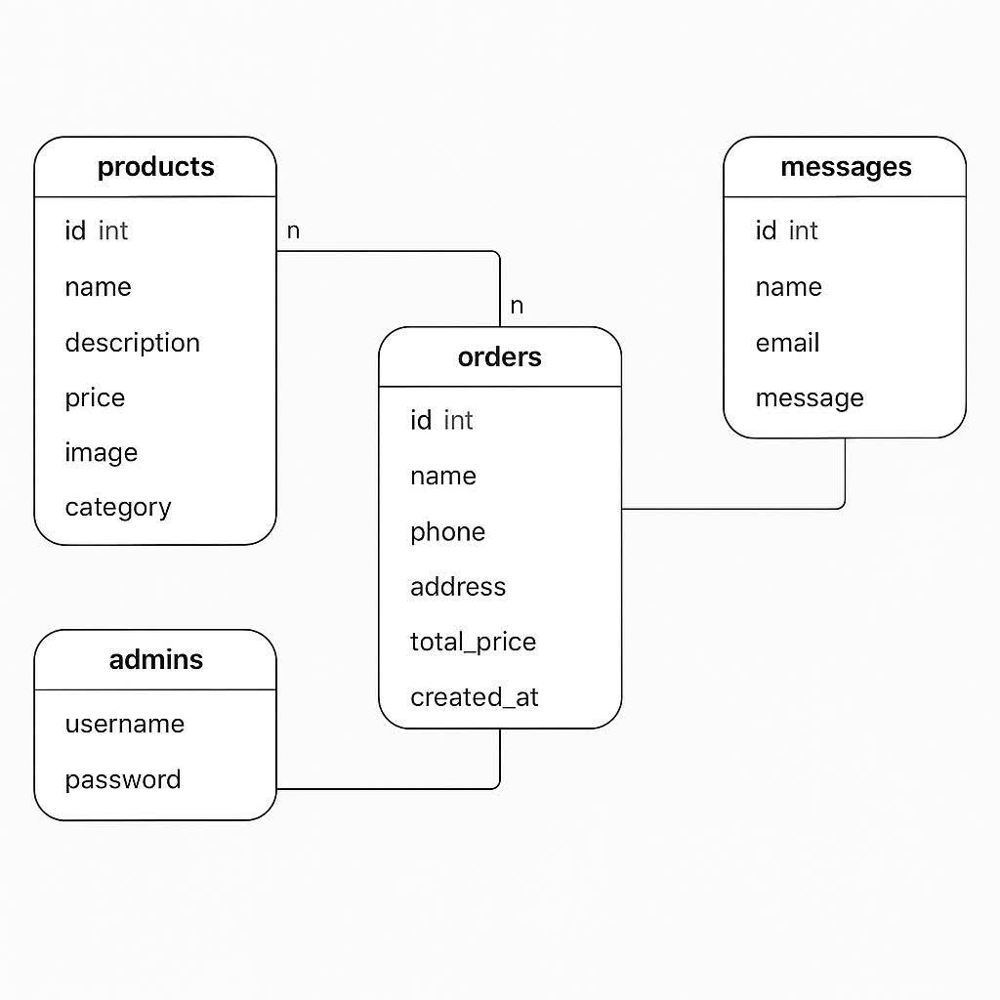 products
id int
name
description
price
image
category
n
n
orders
id int
name
phone
address
total_price
created_at
messages
id int
name
email
message
admins
username
password